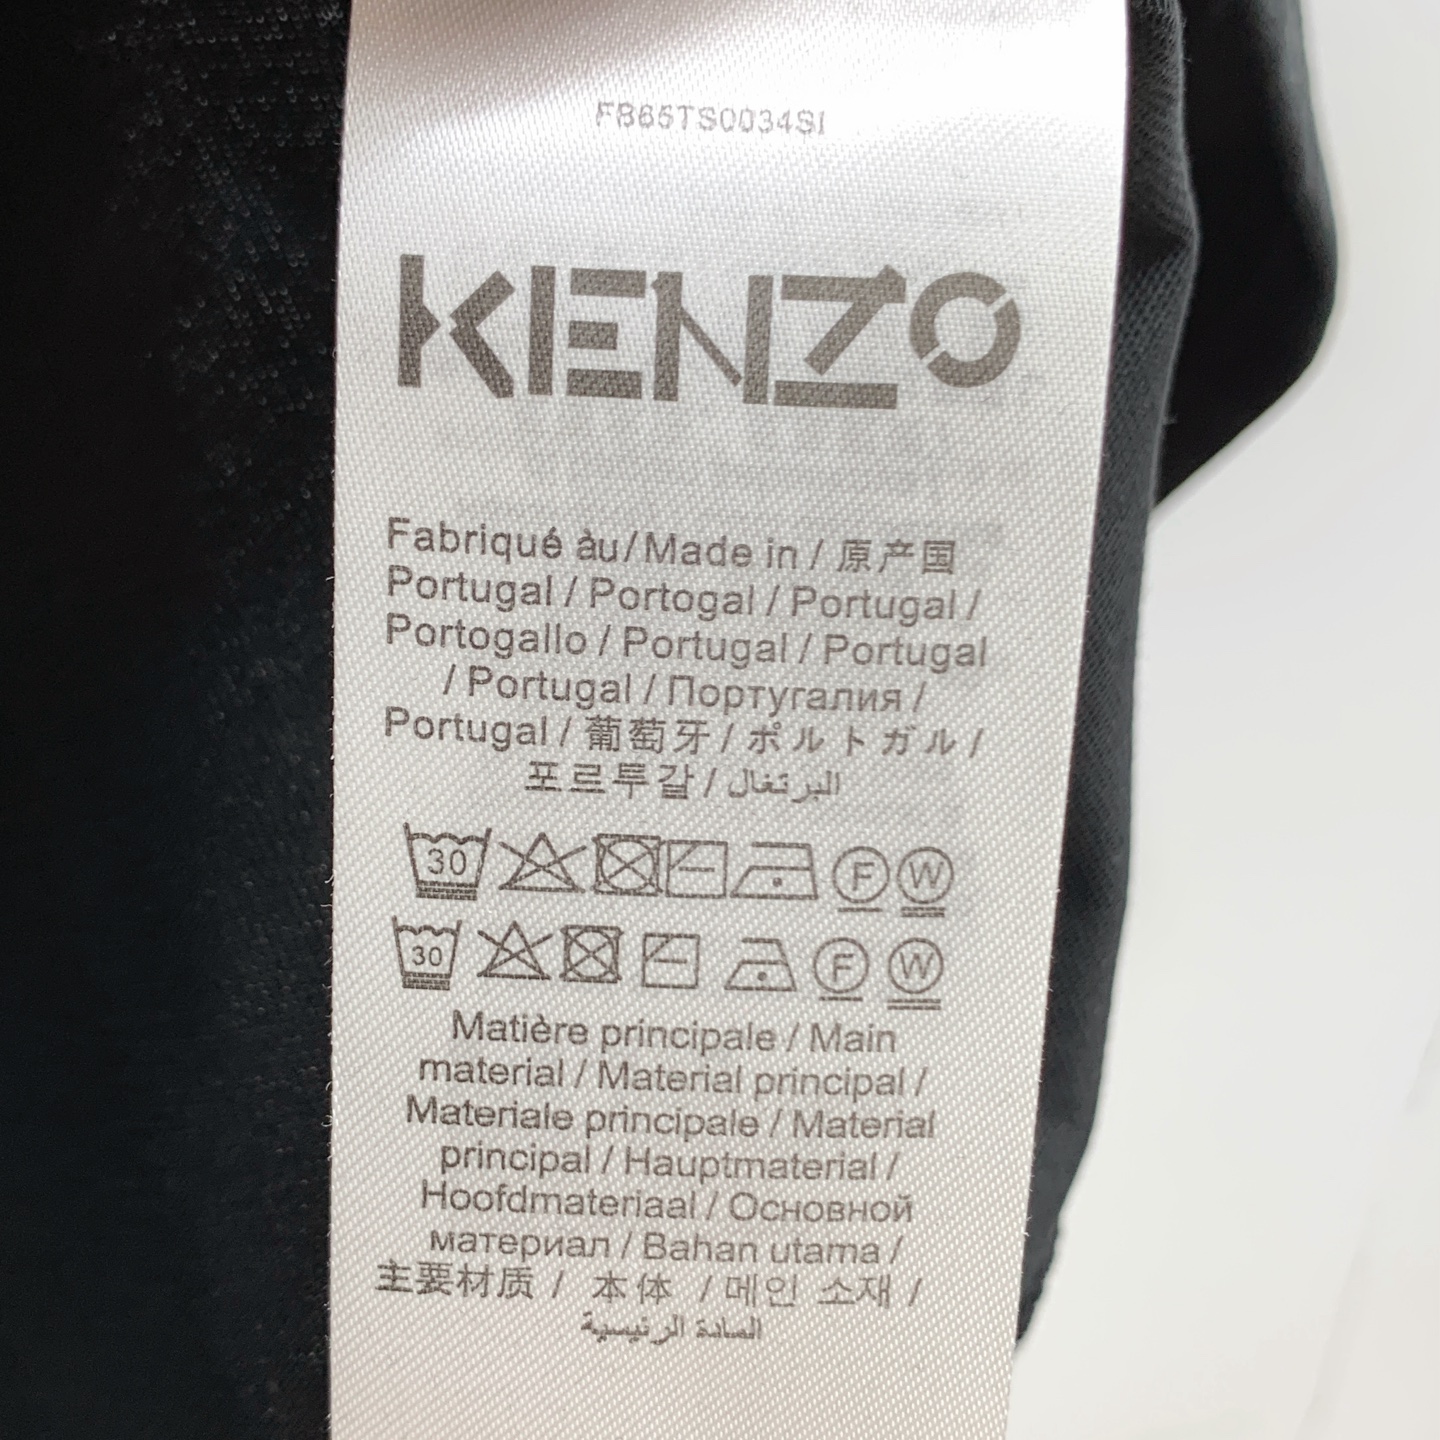 FB65TS0034SI
KENZO
Fabriqué àu/Made in / 原产国
Portugal / Portogal / Portugal /
Portogallo / Portugal / Portugal
/ Portugal / Португалия /
Portugal / 葡萄牙 / ポルトガル /
포르투갈 / البرتغال
30 F W
30 F W
Matière principale / Main
material / Material principal /
Materiale principale / Material
principal / Hauptmaterial /
Hoofdmateriaal / Основной
материал / Bahan utama /
主要材质 / 本体 / 메인 소재 /
المادة الرئيسية